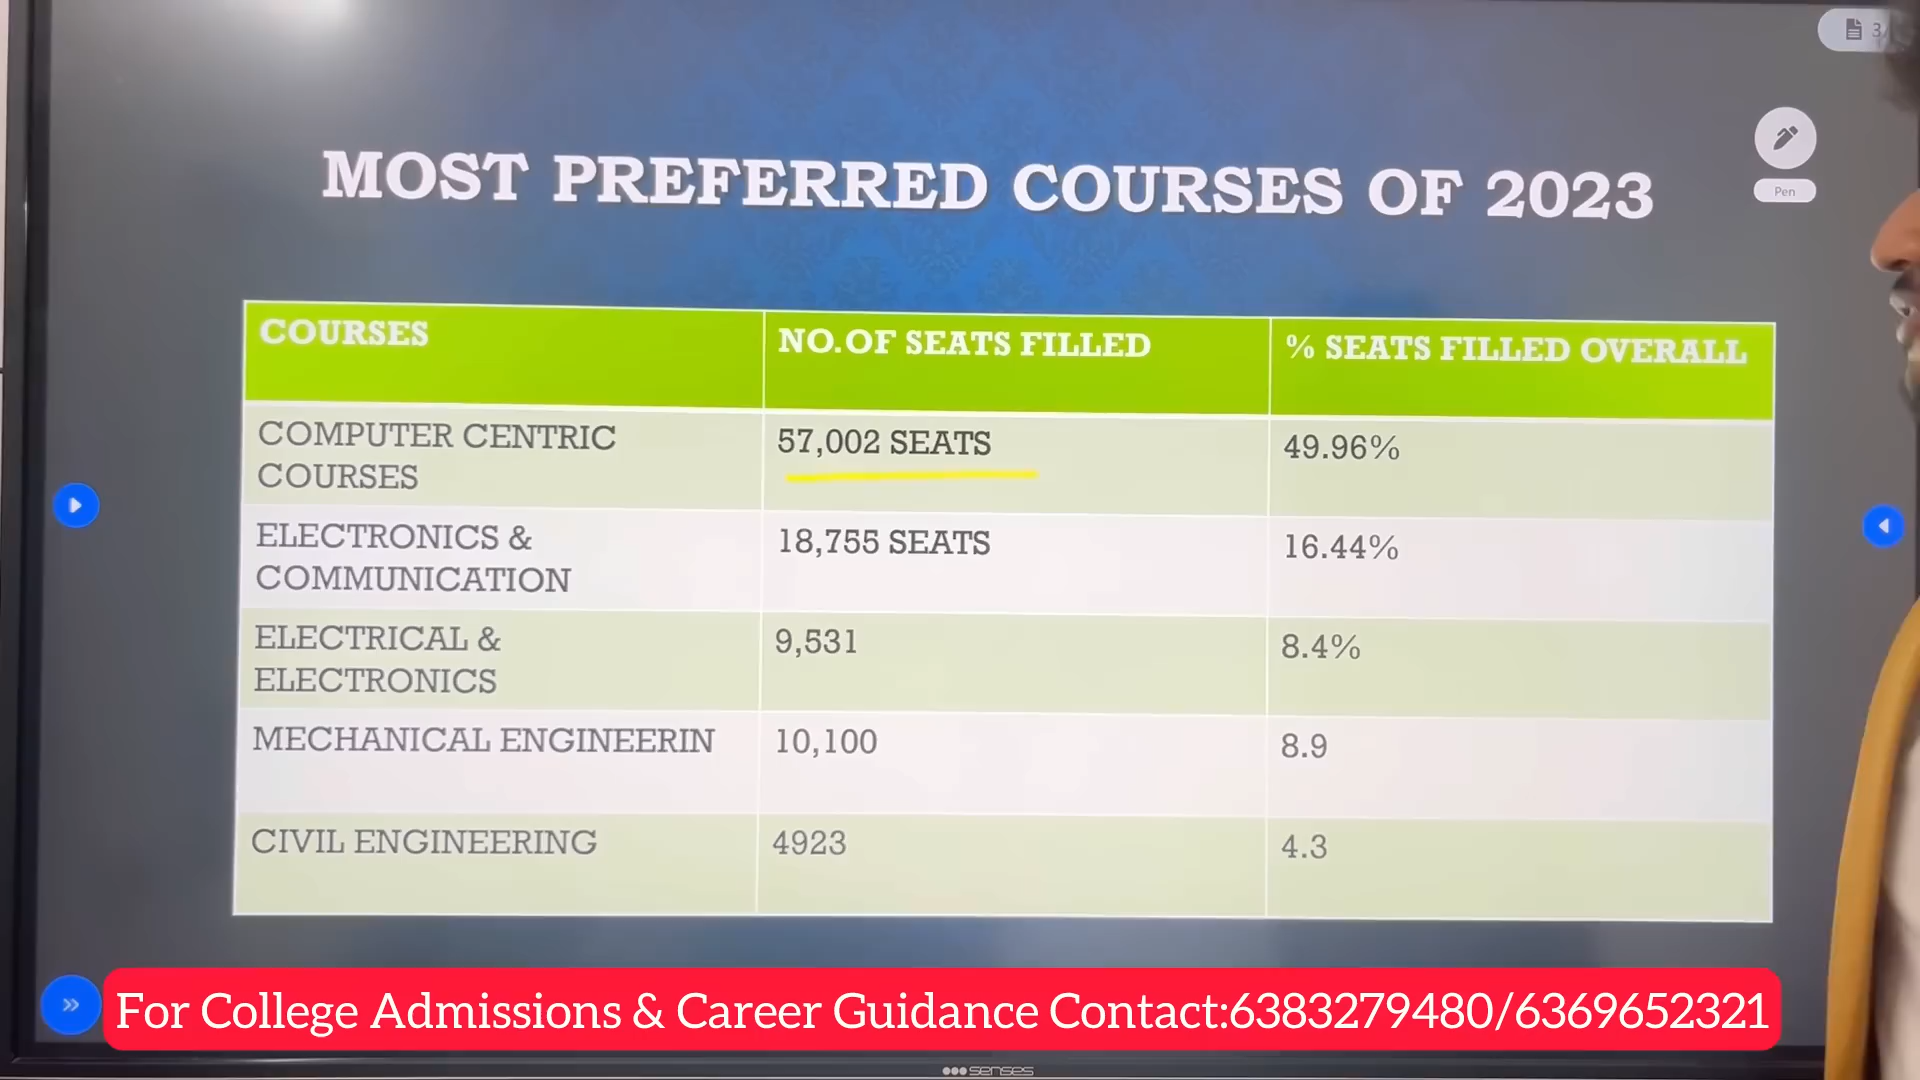 3/
Pen
MOST PREFERRED COURSES OF 2023
COURSES
NO.OF SEATS FILLED
% SEATS FILLED OVERALL
COMPUTER CENTRIC
COURSES
57,002 SEATS
49.96%
ELECTRONICS &
COMMUNICATION
18,755 SEATS
16.44%
ELECTRICAL &
ELECTRONICS
9,531
8.4%
MECHANICAL ENGINEERIN
10,100
8.9
CIVIL ENGINEERING
4923
4.3
For College Admissions & Career Guidance Contact:6383279480/6369652321
senses